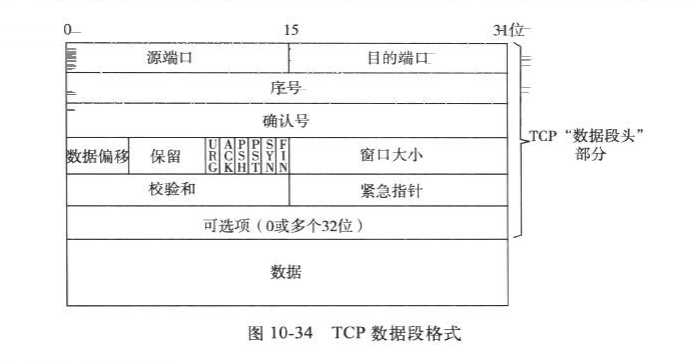 0 15 31位
源端口 目的端口
序号
确认号
数据偏移 保留 URG ACK PSH PST SYN FIN 窗口大小
TCP“数据段头”
部分
校验和 紧急指针
可选项（0或多个32位）
数据
图 10-34 TCP 数据段格式